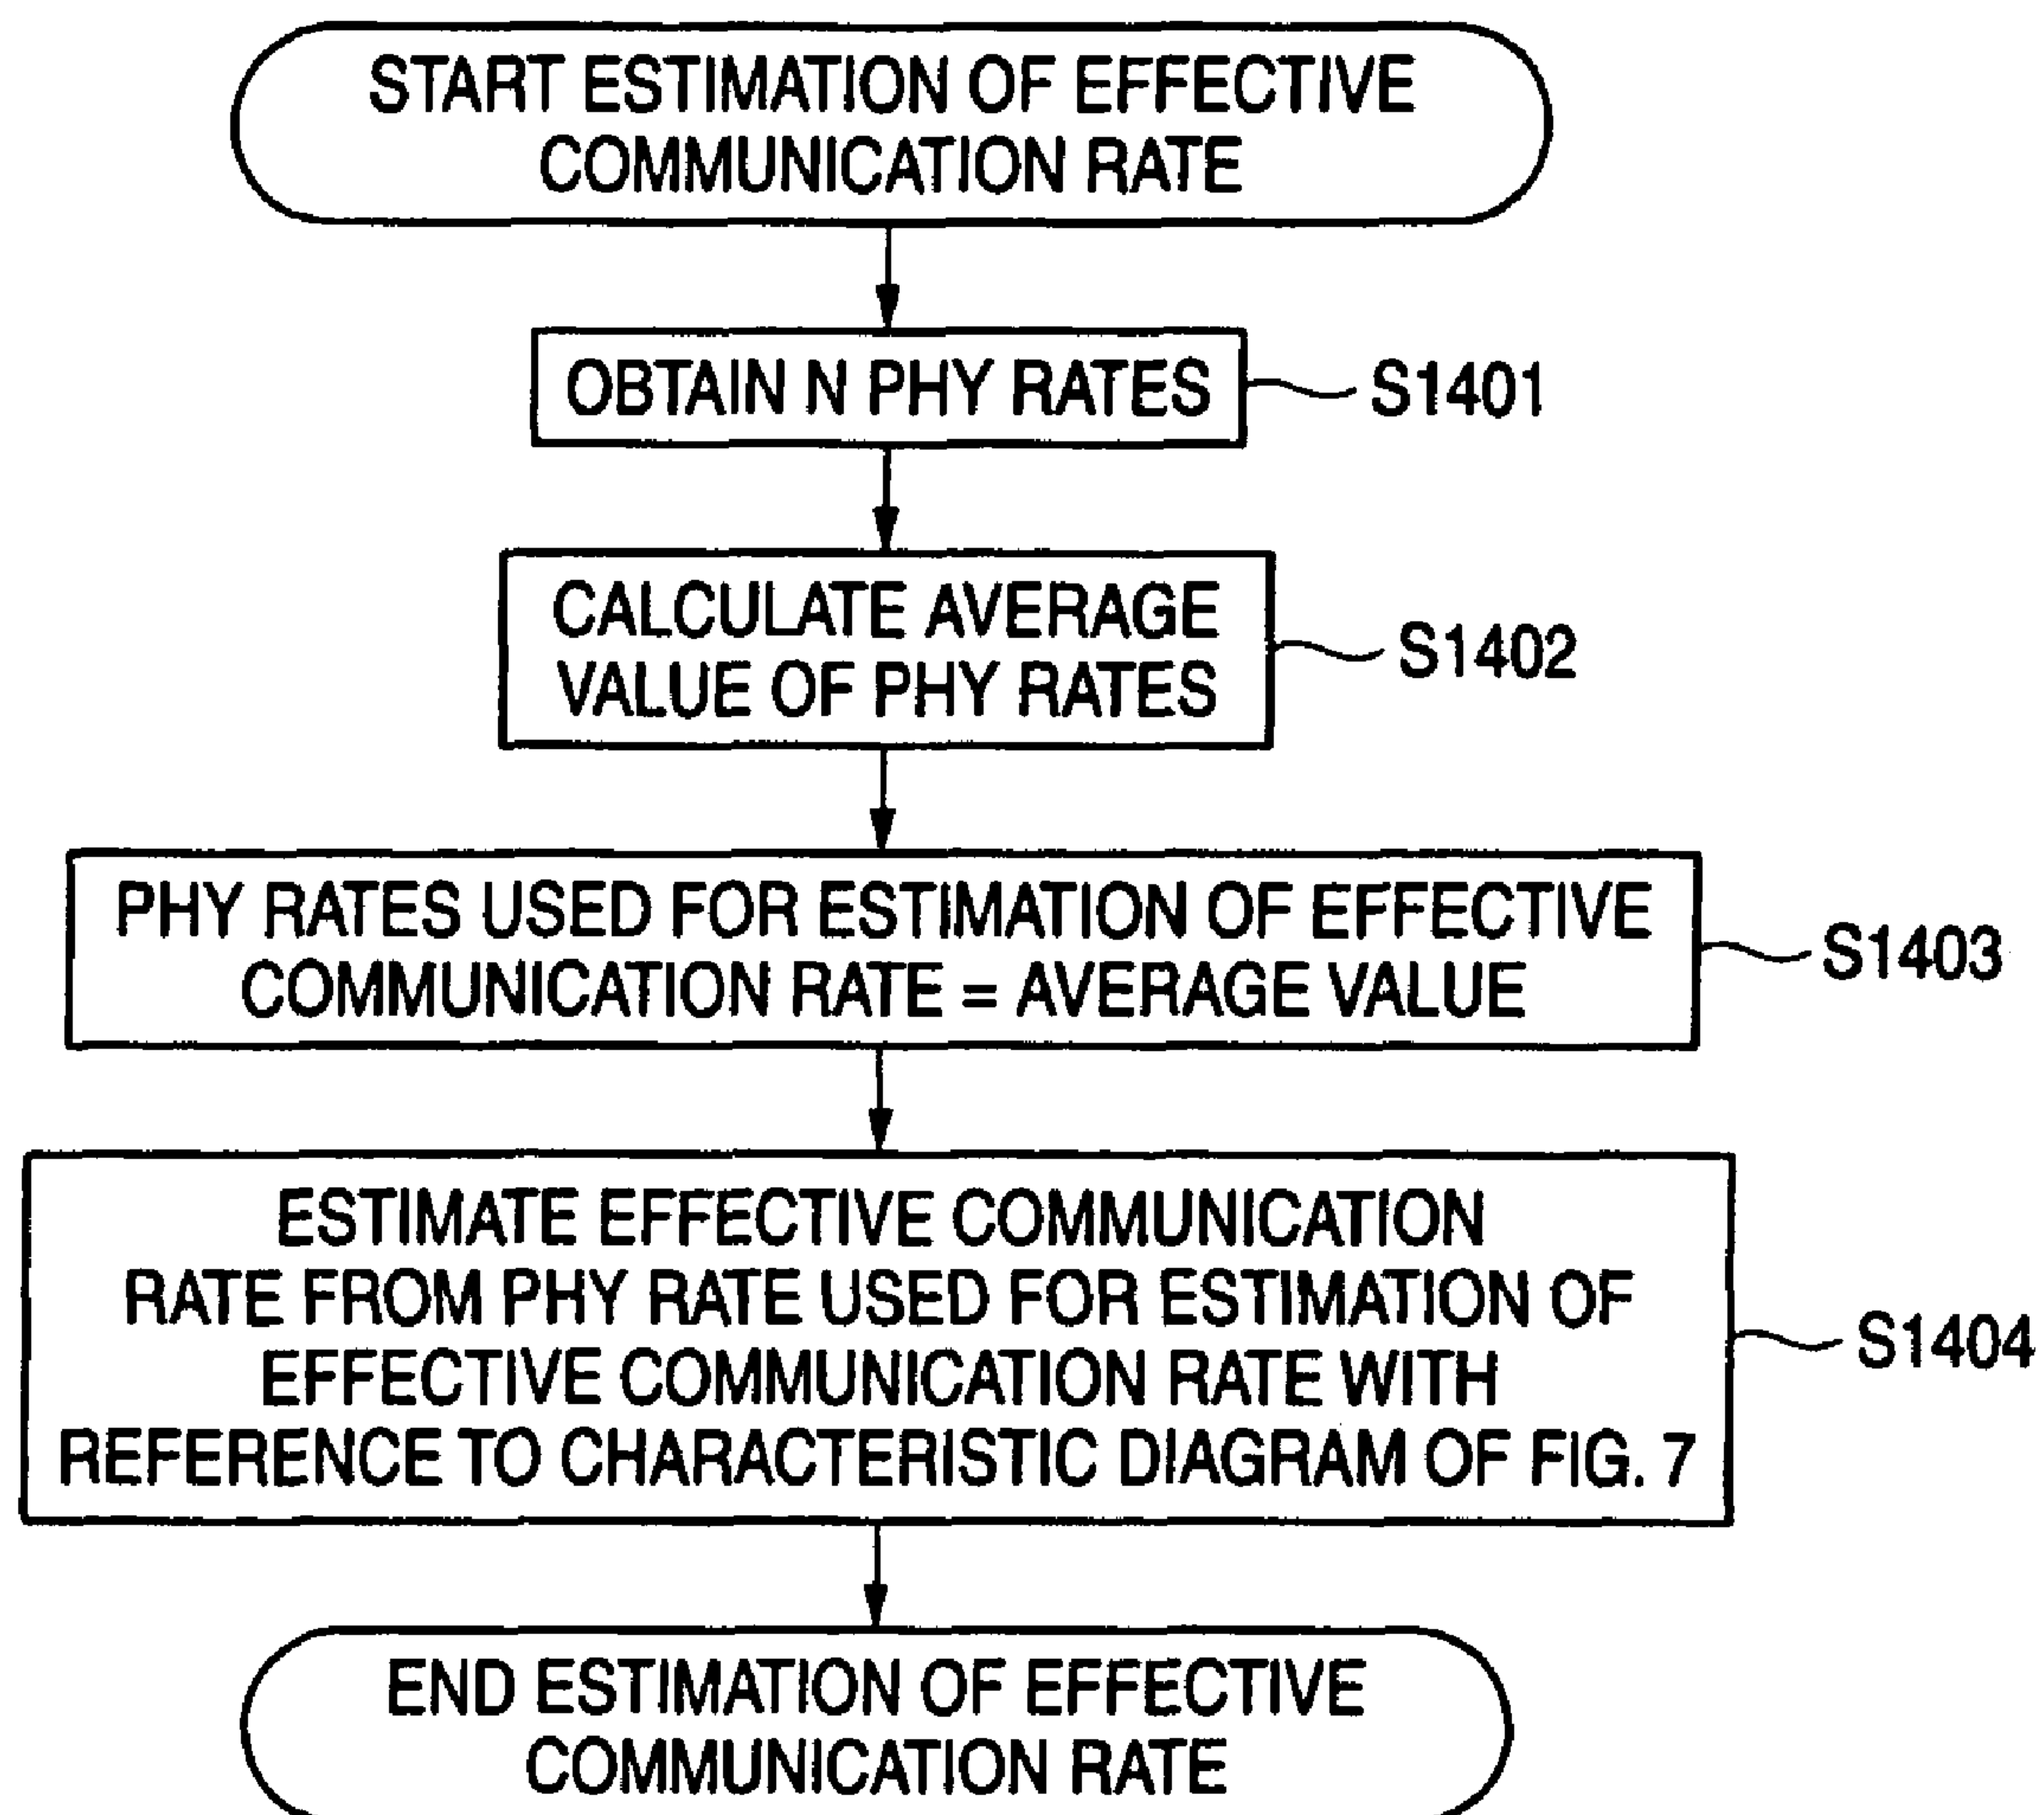 START ESTIMATION OF EFFECTIVE
COMMUNICATION RATE
OBTAIN N PHY RATES
S1401
CALCULATE AVERAGE
VALUE OF PHY RATES
S1402
PHY RATES USED FOR ESTIMATION OF EFFECTIVE
COMMUNICATION RATE = AVERAGE VALUE
S1403
ESTIMATE EFFECTIVE COMMUNICATION
RATE FROM PHY RATE USED FOR ESTIMATION OF
EFFECTIVE COMMUNICATION RATE WITH
REFERENCE TO CHARACTERISTIC DIAGRAM OF FIG. 7
S1404
END ESTIMATION OF EFFECTIVE
COMMUNICATION RATE